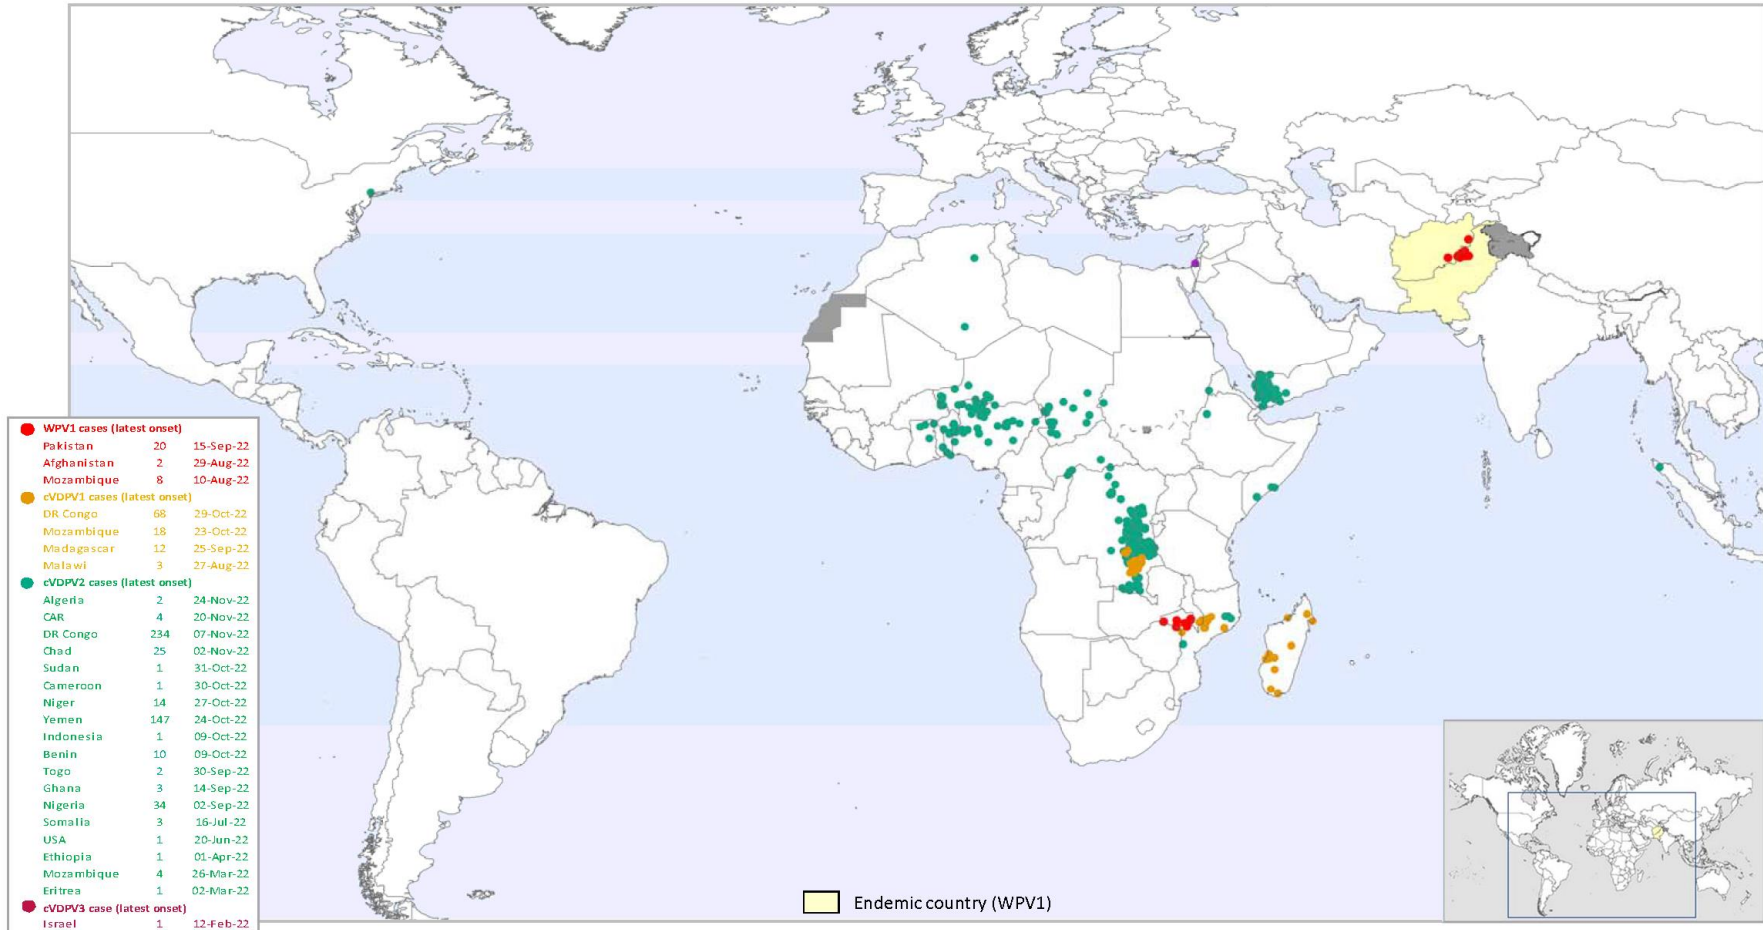 WPV1 cases (latest onset)
Pakistan 20 15-Sep-22
Afghanistan 2 29-Aug-22
Mozambique 8 10-Aug-22
cVDPV1 cases (latest onset)
DR Congo 68 29-Oct-22
Mozambique 18 23-Oct-22
Madagascar 12 25-Sep-22
Malawi 3 27-Aug-22
cVDPV2 cases (latest onset)
Algeria 2 24-Nov-22
CAR 4 20-Nov-22
DR Congo 234 07-Nov-22
Chad 25 02-Nov-22
Sudan 1 31-Oct-22
Cameroon 1 30-Oct-22
Niger 14 27-Oct-22
Yemen 147 24-Oct-22
Indonesia 1 09-Oct-22
Benin 10 09-Oct-22
Togo 2 30-Sep-22
Ghana 3 14-Sep-22
Nigeria 34 02-Sep-22
Somalia 3 16-Jul-22
USA 1 20-Jun-22
Ethiopia 1 01-Apr-22
Mozambique 4 26-Mar-22
Eritrea 1 02-Mar-22
cVDPV3 case (latest onset)
Israel 1 12-Feb-22
Endemic country (WPV1)